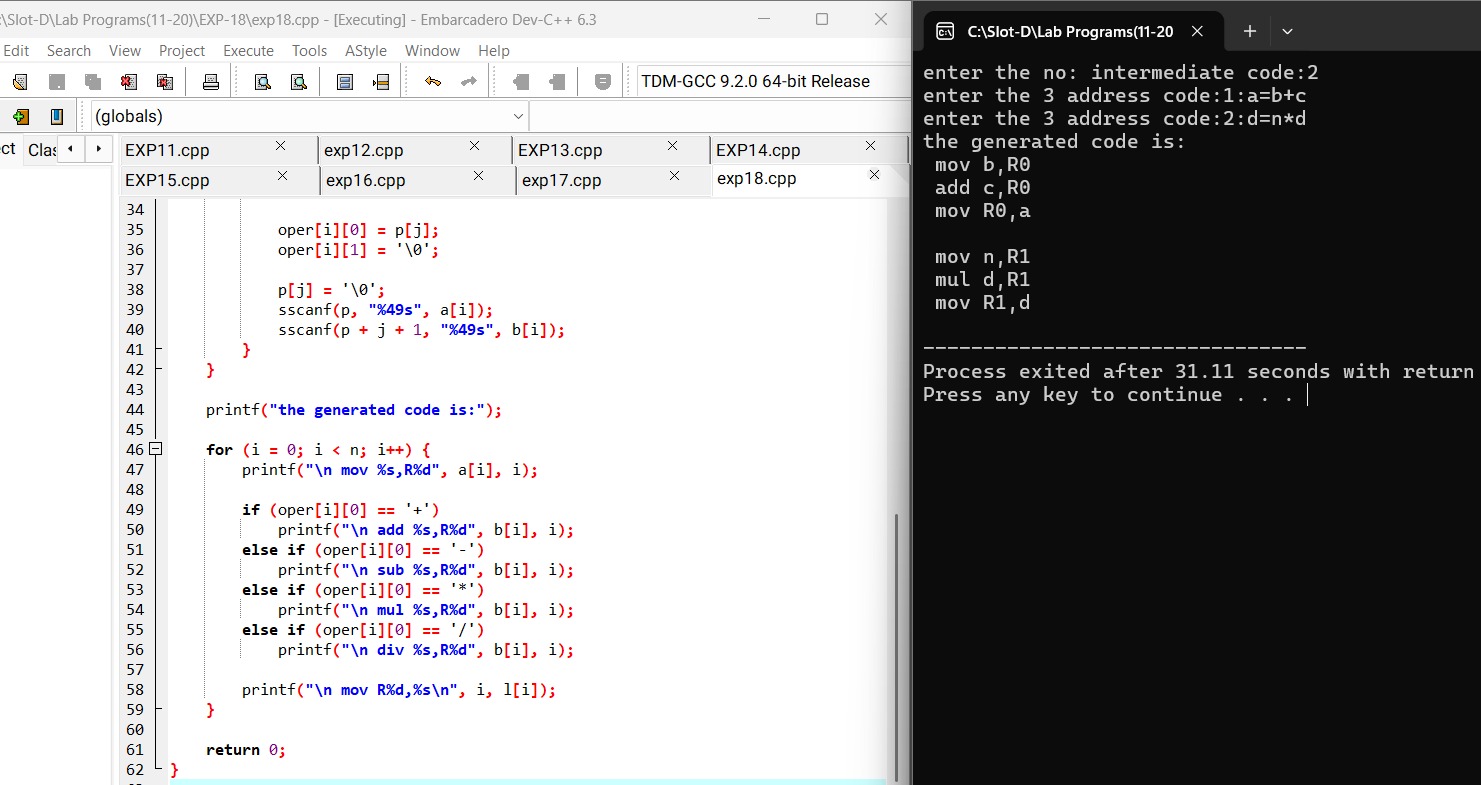 :\Slot-D\Lab Programs(11-20)\EXP-18\exp18.cpp - [Executing] - Embarcadero Dev-C++ 6.3
Edit Search View Project Execute Tools AStyle Window Help
TDM-GCC 9.2.0 64-bit Release
(globals)
ct Clas
EXP11.cpp exp12.cpp EXP13.cpp EXP14.cpp
EXP15.cpp exp16.cpp exp17.cpp exp18.cpp
34
35 oper[i][0] = p[j];
36 oper[i][1] = '\0';
37
38 p[j] = '\0';
39 sscanf(p, "%49s", a[i]);
40 sscanf(p + j + 1, "%49s", b[i]);
41 }
42 }
43
44 printf("the generated code is:");
45
46 for (i = 0; i < n; i++) {
47 printf("\n mov %s,R%d", a[i], i);
48
49 if (oper[i][0] == '+')
50 printf("\n add %s,R%d", b[i], i);
51 else if (oper[i][0] == '-')
52 printf("\n sub %s,R%d", b[i], i);
53 else if (oper[i][0] == '*')
54 printf("\n mul %s,R%d", b[i], i);
55 else if (oper[i][0] == '/')
56 printf("\n div %s,R%d", b[i], i);
57
58 printf("\n mov R%d,%s\n", i, l[i]);
59 }
60
61 return 0;
62 }
C:\Slot-D\Lab Programs(11-20
enter the no: intermediate code:2
enter the 3 address code:1:a=b+c
enter the 3 address code:2:d=n*d
the generated code is:
mov b,R0
add c,R0
mov R0,a
mov n,R1
mul d,R1
mov R1,d
--------------------------------
Process exited after 31.11 seconds with return
Press any key to continue . . .